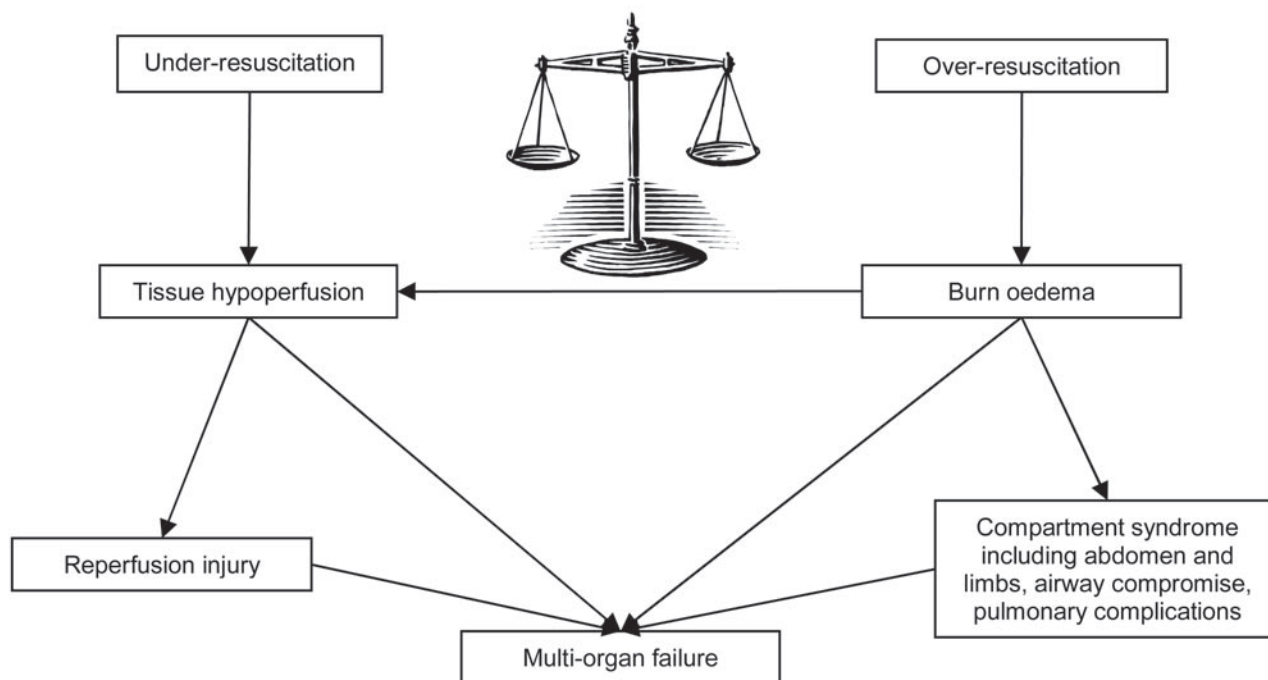 Under-resuscitation
Over-resuscitation
Tissue hypoperfusion
Burn oedema
Reperfusion injury
Compartment syndrome
including abdomen and
limbs, airway compromise,
pulmonary complications
Multi-organ failure